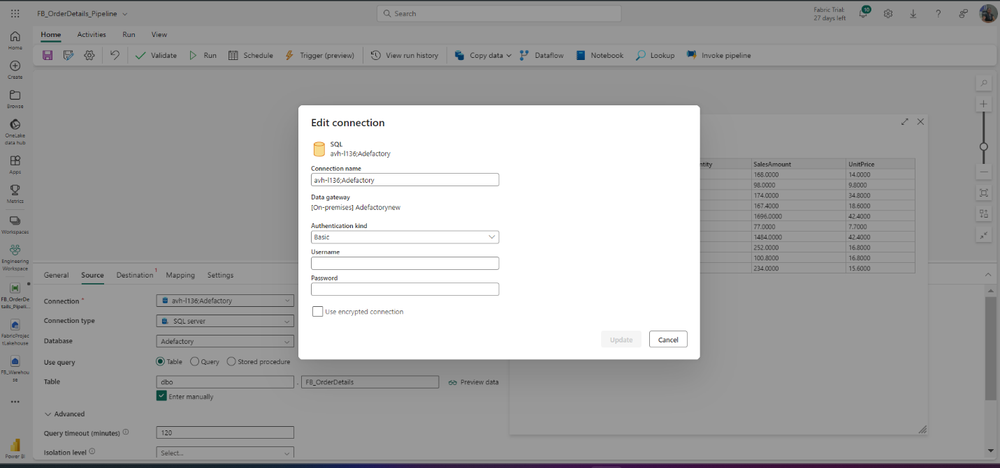 FB_OrderDetails_Pipeline
Search
Fabric Trial:
27 days left
10
?
Home
Activities
Run
View
Validate
Run
Schedule
Trigger (preview)
View run history
Copy data
Dataflow
Notebook
Lookup
Invoke pipeline
Home
Create
Browse
OneLake
data hub
Apps
Metrics
Workspaces
Engineering
Workspace
FB_OrderDe
tails_Pipeli...
FabricProjec
tLakehouse
FB_Warehou
se
Power BI
Edit connection
SQL
avh-l136;Adefactory
Connection name
avh-l136;Adefactory
Data gateway
[On-premises] Adefactorynew
Authentication kind
Basic
Username
Password
Use encrypted connection
Update
Cancel
ntity SalesAmount UnitPrice
168.0000 14.0000
98.0000 9.8000
174.0000 34.8000
167.4000 18.6000
1696.0000 42.4000
77.0000 7.7000
1484.0000 42.4000
252.0000 16.8000
100.8000 16.8000
234.0000 15.6000
General
Source
Destination 1
Mapping
Settings
Connection *
avh-l136;Adefactory
Connection type
SQL server
Database
Adefactory
Use query
Table
Query
Stored procedure
Table
dbo
.
FB_OrderDetails
Preview data
Enter manually
Advanced
Query timeout (minutes)
120
Isolation level
Select...